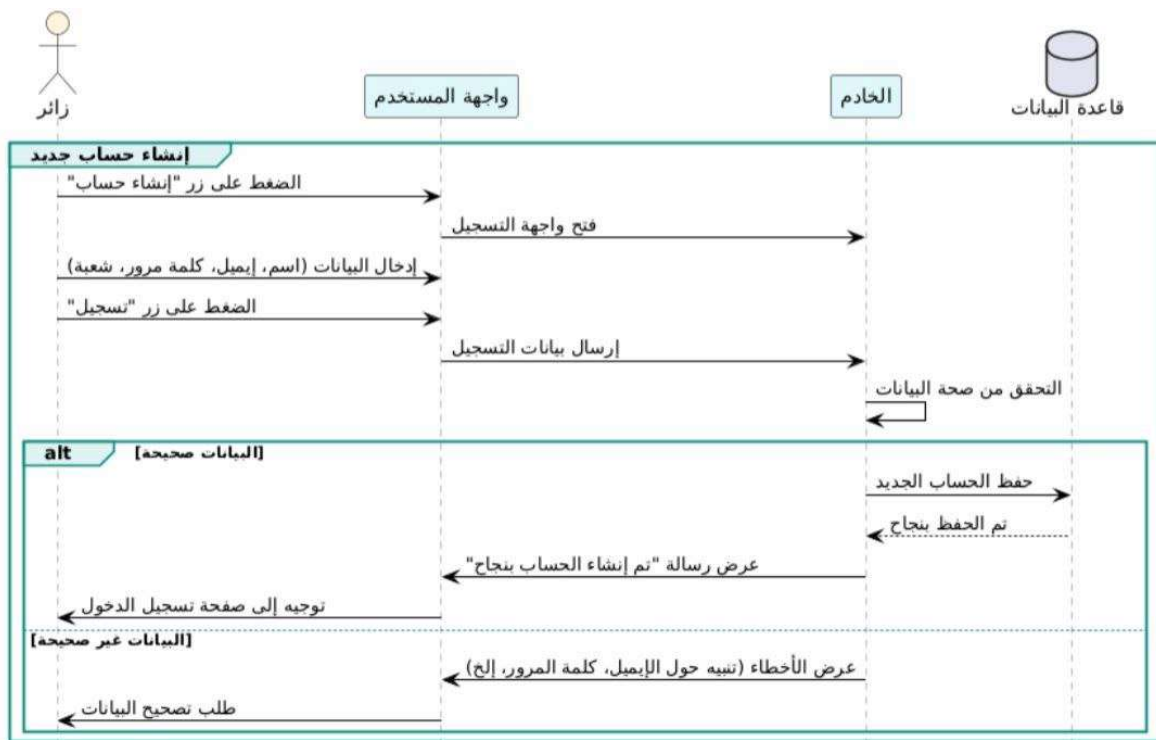 زائر
واجهة المستخدم
الخادم
قاعدة البيانات
إنشاء حساب جديد
الضغط على زر "إنشاء حساب"
فتح واجهة التسجيل
إدخال البيانات (اسم، إيميل، كلمة مرور، شعبة)
الضغط على زر "تسجيل"
إرسال بيانات التسجيل
التحقق من صحة البيانات
alt
[البيانات صحيحة]
حفظ الحساب الجديد
تم الحفظ بنجاح
عرض رسالة "تم إنشاء الحساب بنجاح"
توجيه إلى صفحة تسجيل الدخول
[البيانات غير صحيحة]
عرض الأخطاء (تنبيه حول الإيميل، كلمة المرور، إلخ)
طلب تصحيح البيانات